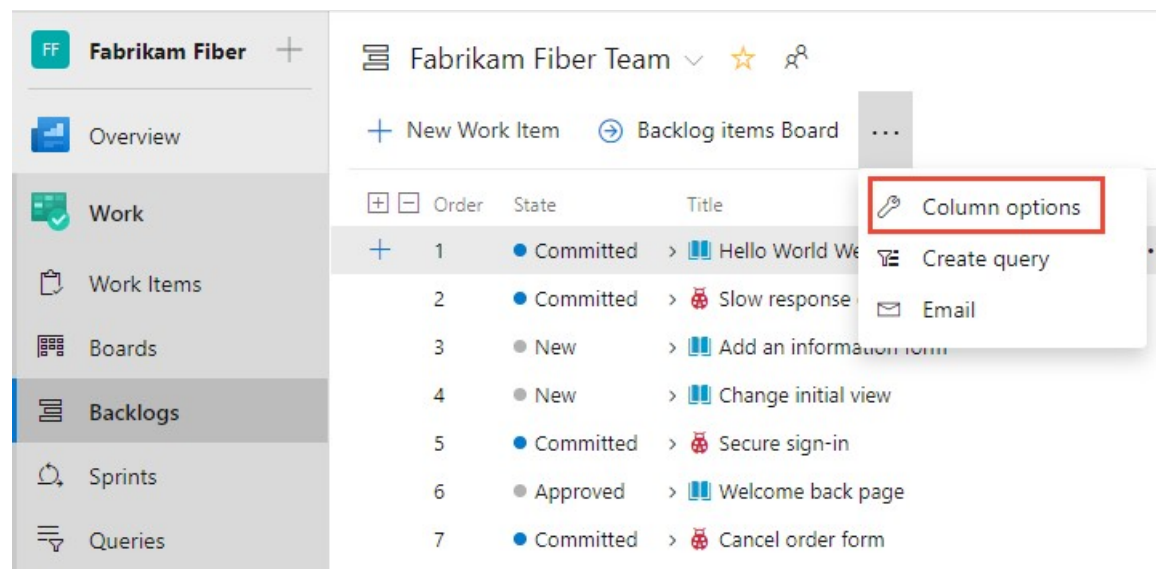 FF Fabrikam Fiber
Overview
Work
Work Items
Boards
Backlogs
Sprints
Queries
Fabrikam Fiber Team
New Work Item Backlog items Board ...
Order State Title
1 Committed Hello World We
2 Committed Slow response
3 New Add an information form
4 New Change initial view
5 Committed Secure sign-in
6 Approved Welcome back page
7 Committed Cancel order form
Column options
Create query
Email